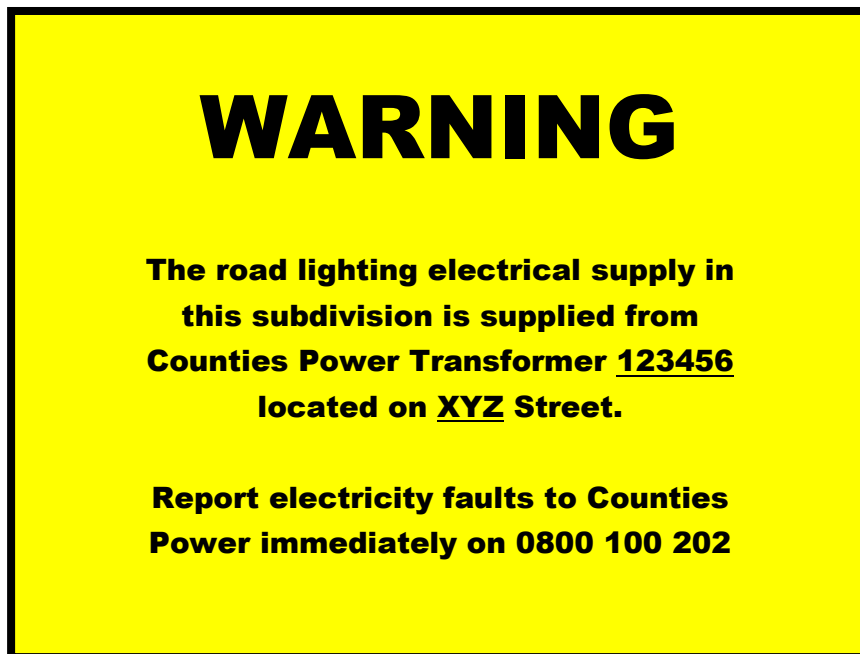 WARNING
The road lighting electrical supply in
this subdivision is supplied from
Counties Power Transformer 123456
located on XYZ Street.
Report electricity faults to Counties
Power immediately on 0800 100 202